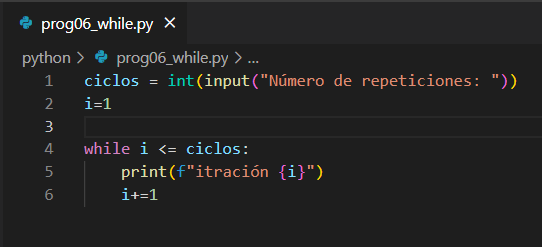 prog06_while.py ×
python > prog06_while.py > ...
1 ciclos = int(input("Número de repeticiones: "))
2 i=1
3
4 while i <= ciclos:
5     print(f"itración {i}")
6     i+=1